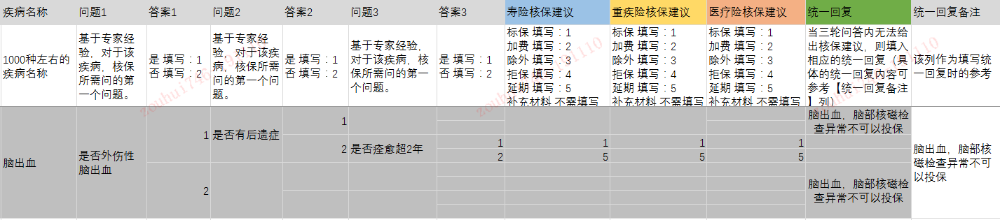 疾病名称 问题1 答案1 问题2 答案2 问题3 答案3 寿险核保建议 重疾险核保建议 医疗险核保建议 统一回复 统一回复备注
1000种左右的
疾病名称
基于专家经
验，对于该
疾病，核保
所需问的第
一个问题。
是 填写：1
否 填写：2
基于专家经
验，对于该疾
病，核保所需
问的第一个问
题。
是 填写：1
否 填写：2
基于专家经验，
对于该疾病，核
保所需问的第一
个问题。
是 填写：1
否 填写：2
标保 填写：1
加费 填写：2
除外 填写：3
拒保 填写：4
延期 填写：5
补充材料 不需填写
标保 填写：1
加费 填写：2
除外 填写：3
拒保 填写：4
延期 填写：5
补充材料 不需填写
标保 填写：1
加费 填写：2
除外 填写：3
拒保 填写：4
延期 填写：5
补充材料 不需填写
当三轮问答内无法给
出核保建议，则填入
相应的统一回复（具
体的统一回复内容可
参考【统一回复备注
】列）
该列作为填写统
一回复时的参考
脑出血
是否外伤性
脑出血
1
是否有后遗症
1
脑出血，脑部核磁检
查异常不可以投保
2
是否痊愈超2年
1 1 1 1
2 5 5 5
2
脑出血，脑部核磁检
查异常不可以投保
脑出血，脑部核
磁检查异常不可
以投保